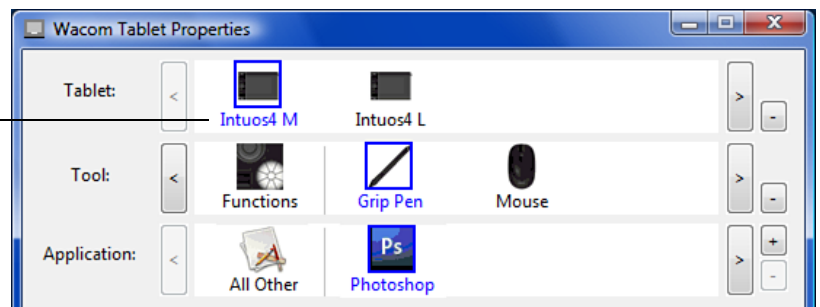 Wacom Tablet Properties
Tablet: < Intuos4 M Intuos4 L > -
Tool: < Functions Grip Pen Mouse > -
Application: < All Other Ps Photoshop > + -